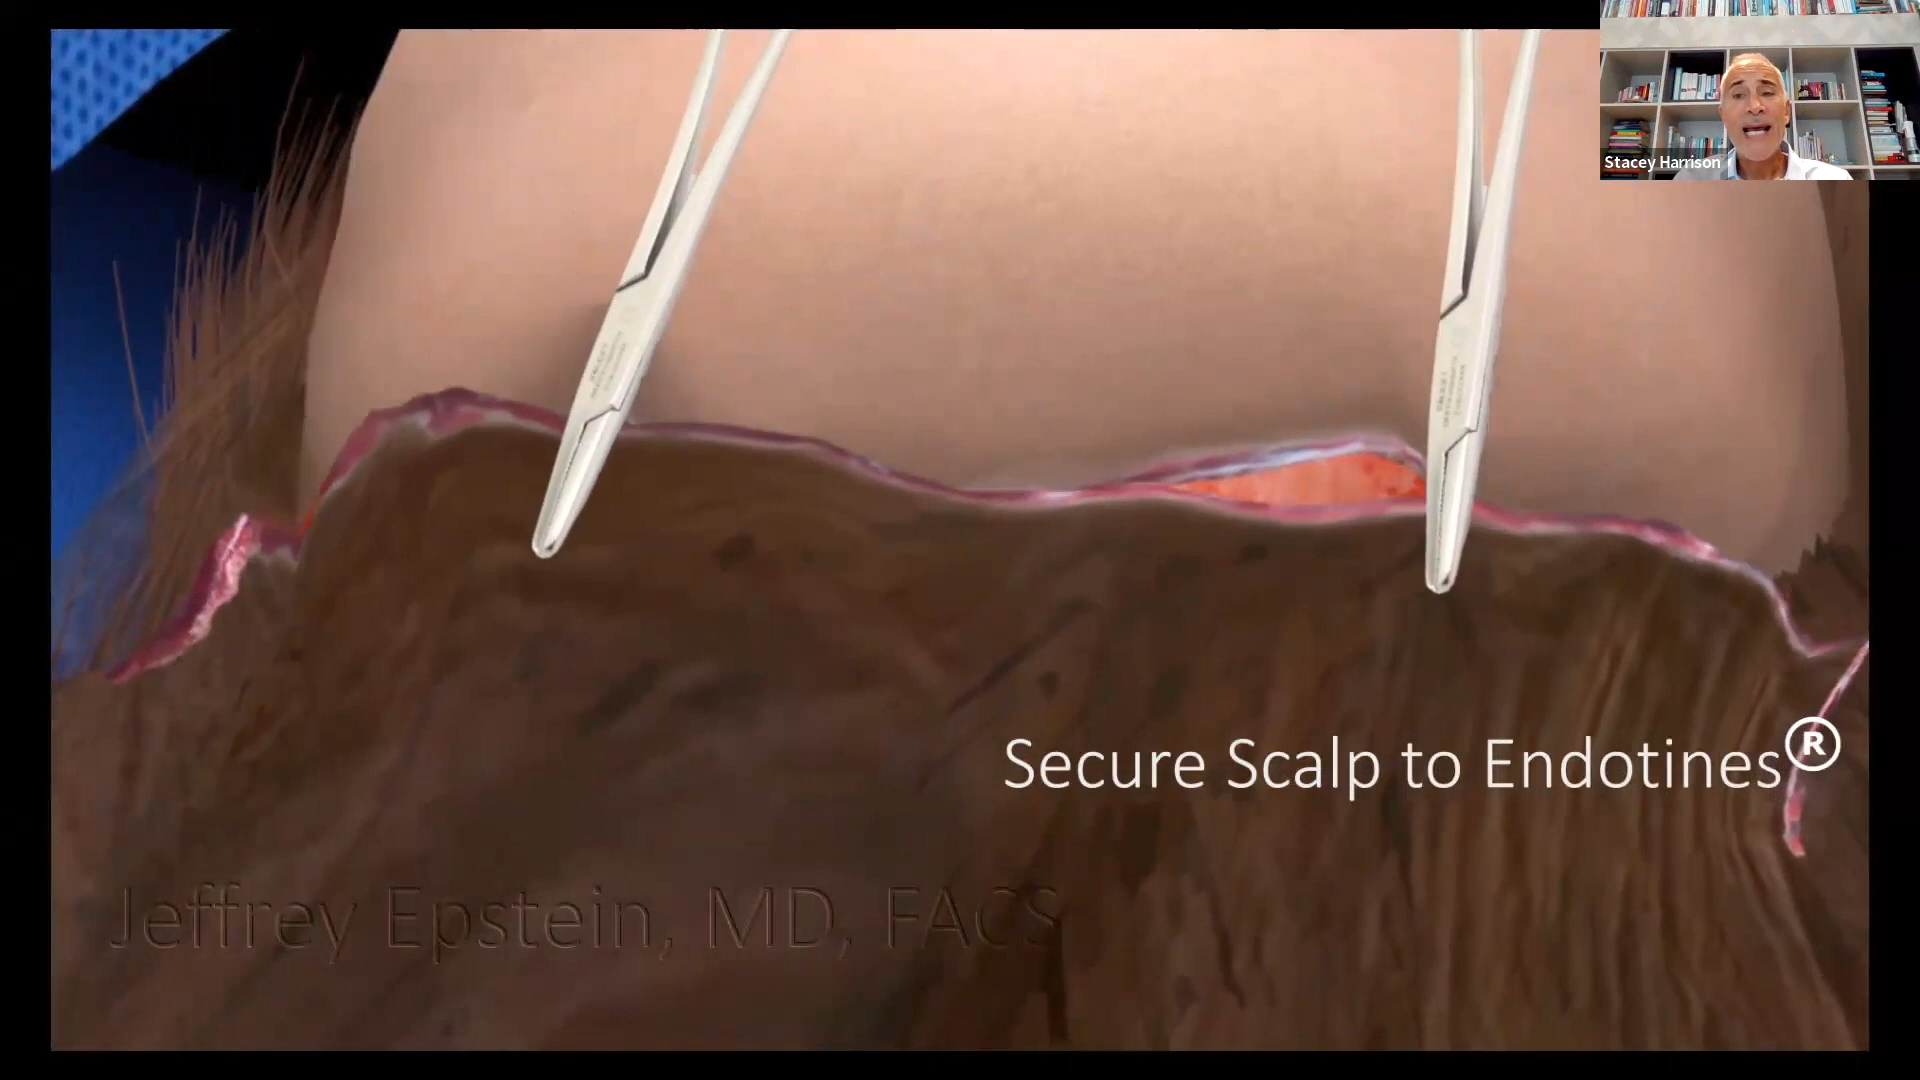 Stacey Harrison
Secure Scalp to Endotines®
Jeffrey Epstein, MD, FACS